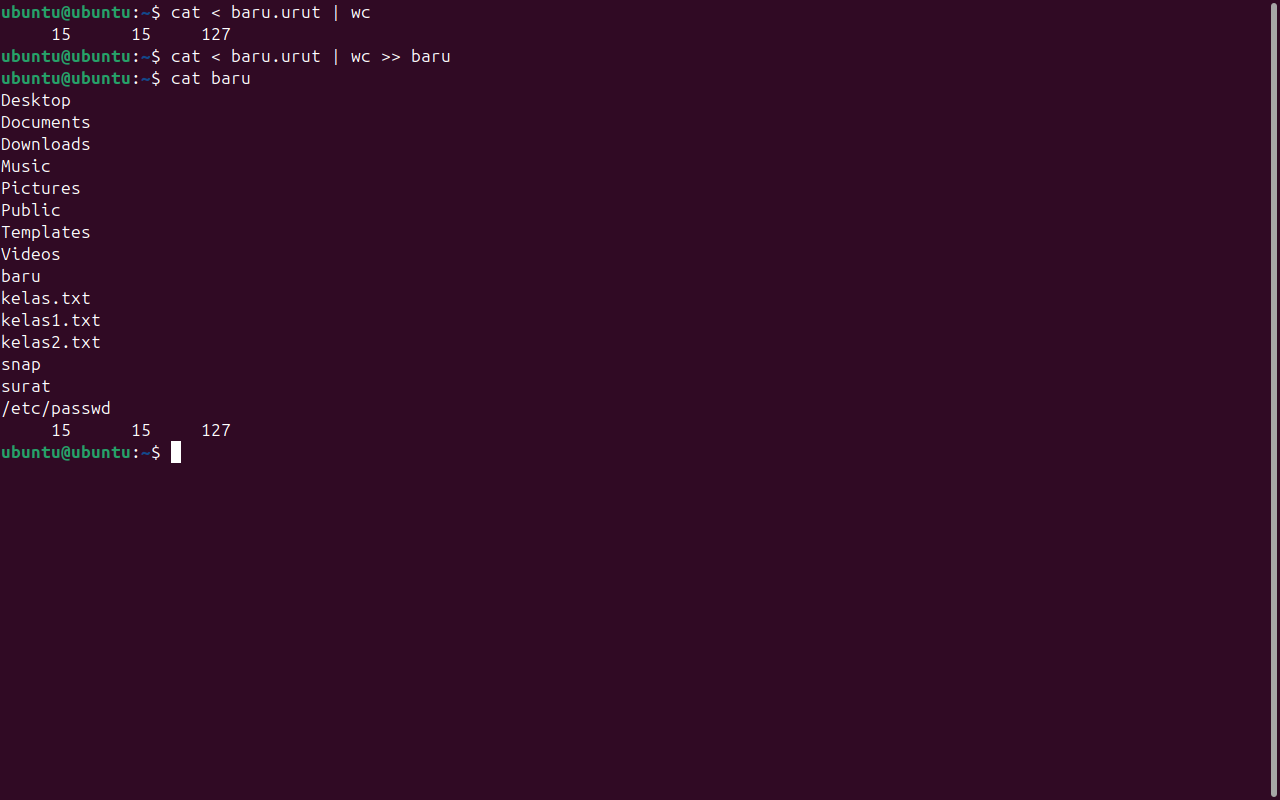 ubuntu@ubuntu:~$ cat < baru.urut | wc
     15      15     127
ubuntu@ubuntu:~$ cat < baru.urut | wc >> baru
ubuntu@ubuntu:~$ cat baru
Desktop
Documents
Downloads
Music
Pictures
Public
Templates
Videos
baru
kelas.txt
kelas1.txt
kelas2.txt
snap
surat
/etc/passwd
     15      15     127
ubuntu@ubuntu:~$